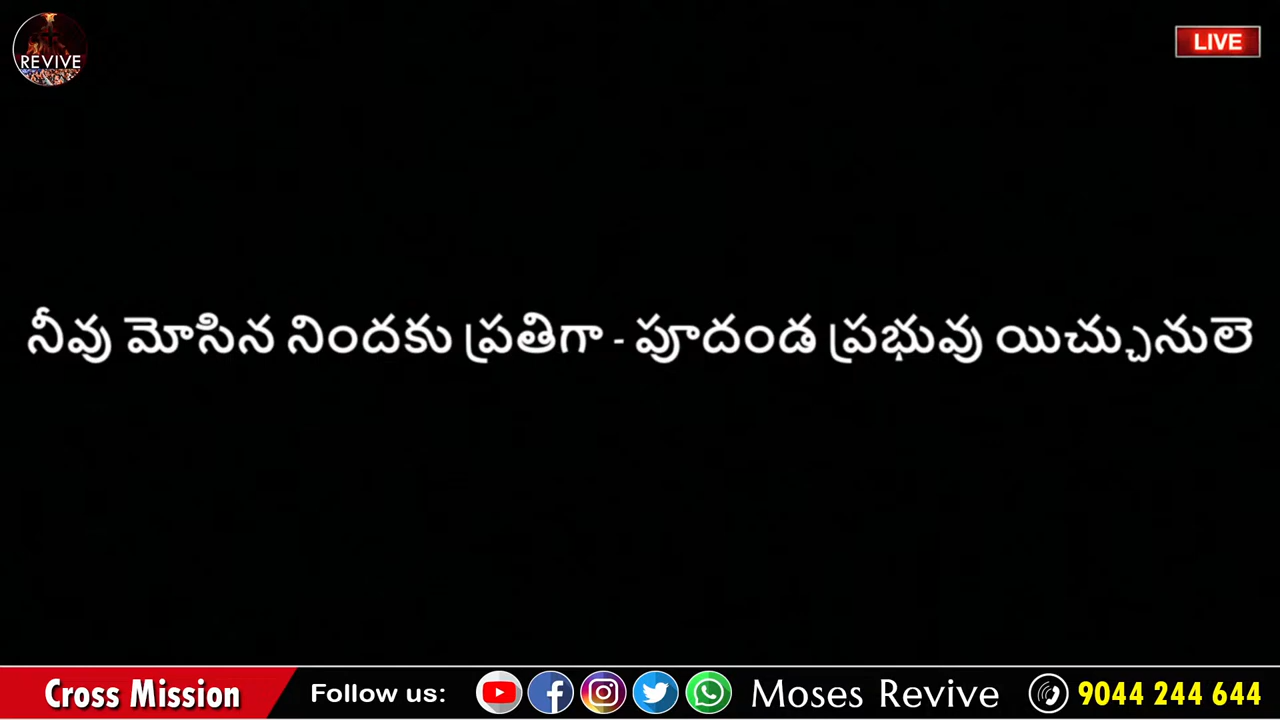 REVIVE
LIVE
నీవు మోసిన నిందకు ప్రతిగా - పూదండ ప్రభువు యిచ్చునులె
Cross Mission Follow us: Moses Revive 9044 244 644